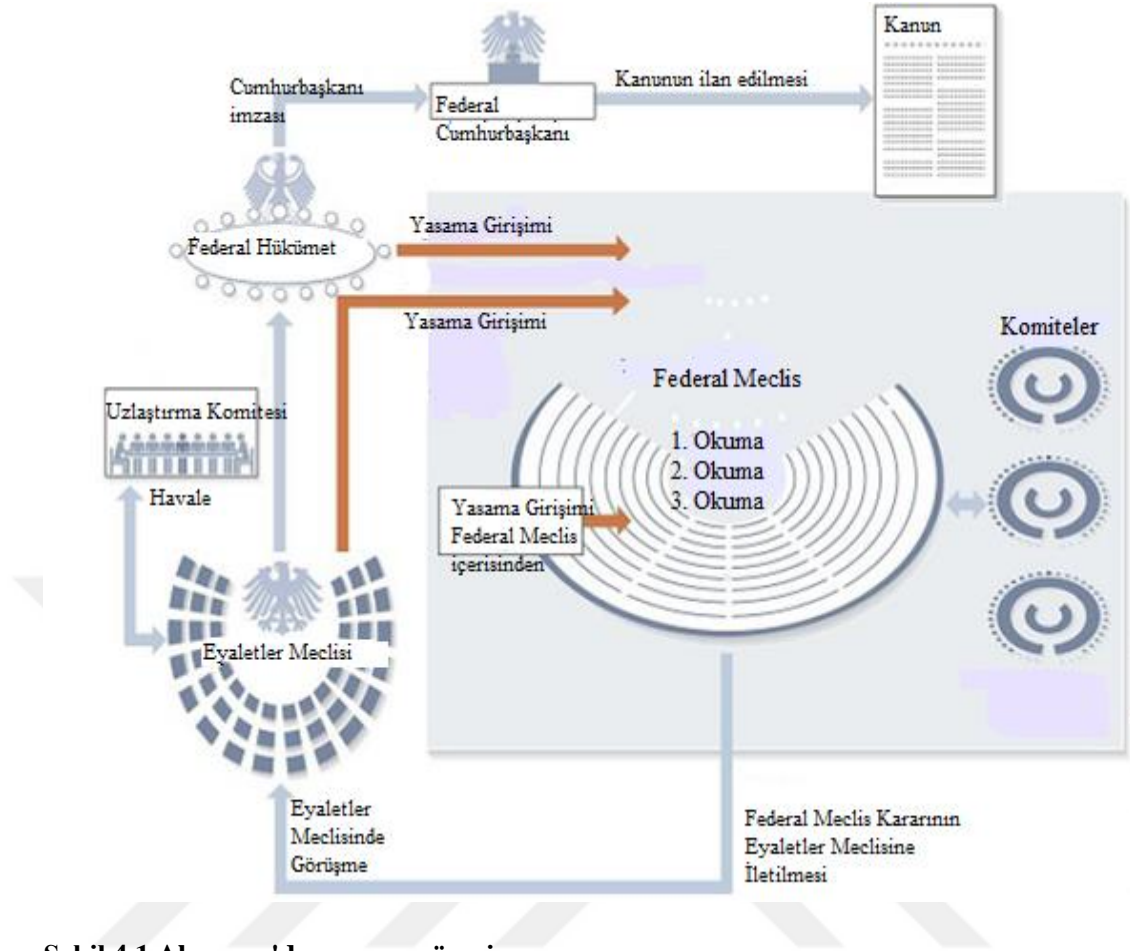 Kanun
Cumhurbaşkanı
imzası
Federal
Cumhurbaşkanı
Kanunun ilan edilmesi
Federal Hükümet
Yasama Girişimi
Yasama Girişimi
Komiteler
Federal Meclis
1. Okuma
2. Okuma
3. Okuma
Uzlaştırma Komitesi
Havale
Yasama Girişimi
Federal Meclis
içerisinden
Eyaletler Meclisi
Eyaletler
Meclisinde
Görüşme
Federal Meclis Kararının
Eyaletler Meclisine
İletilmesi